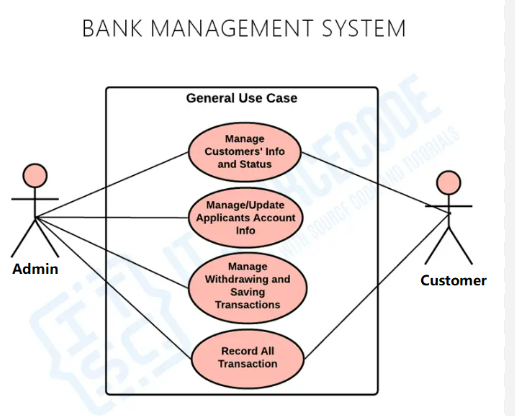 BANK MANAGEMENT SYSTEM
General Use Case
Manage
Customers' Info
and Status
Manage/Update
Applicants Account
Info
Admin
Manage
Withdrawing and
Saving
Transactions
Customer
Record All
Transaction